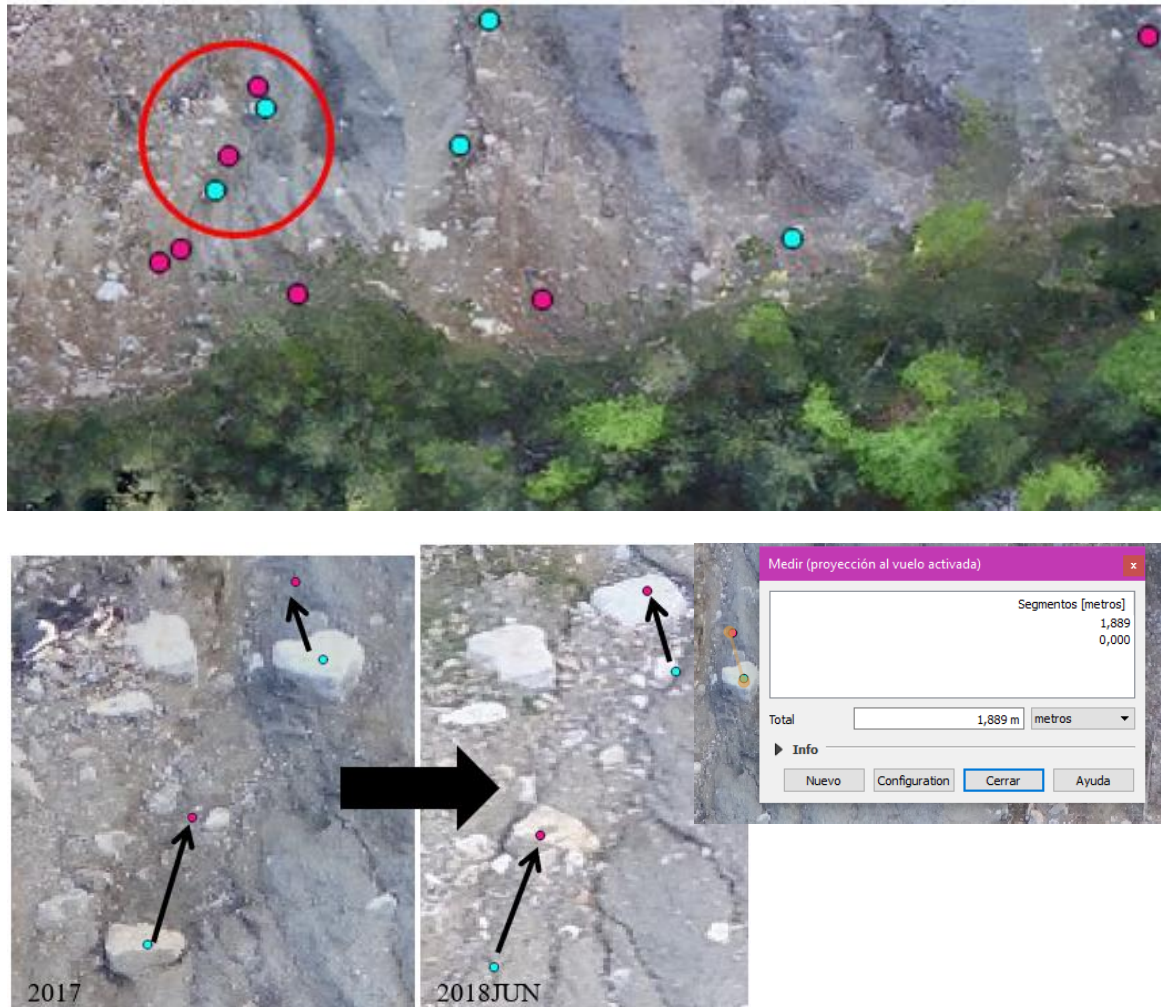 2017
2018JUN
Medir (proyección al vuelo activada)
x
Segmentos [metros]
1,889
0,000
Total
1,889 m
metros
Info
Nuevo
Configuration
Cerrar
Ayuda